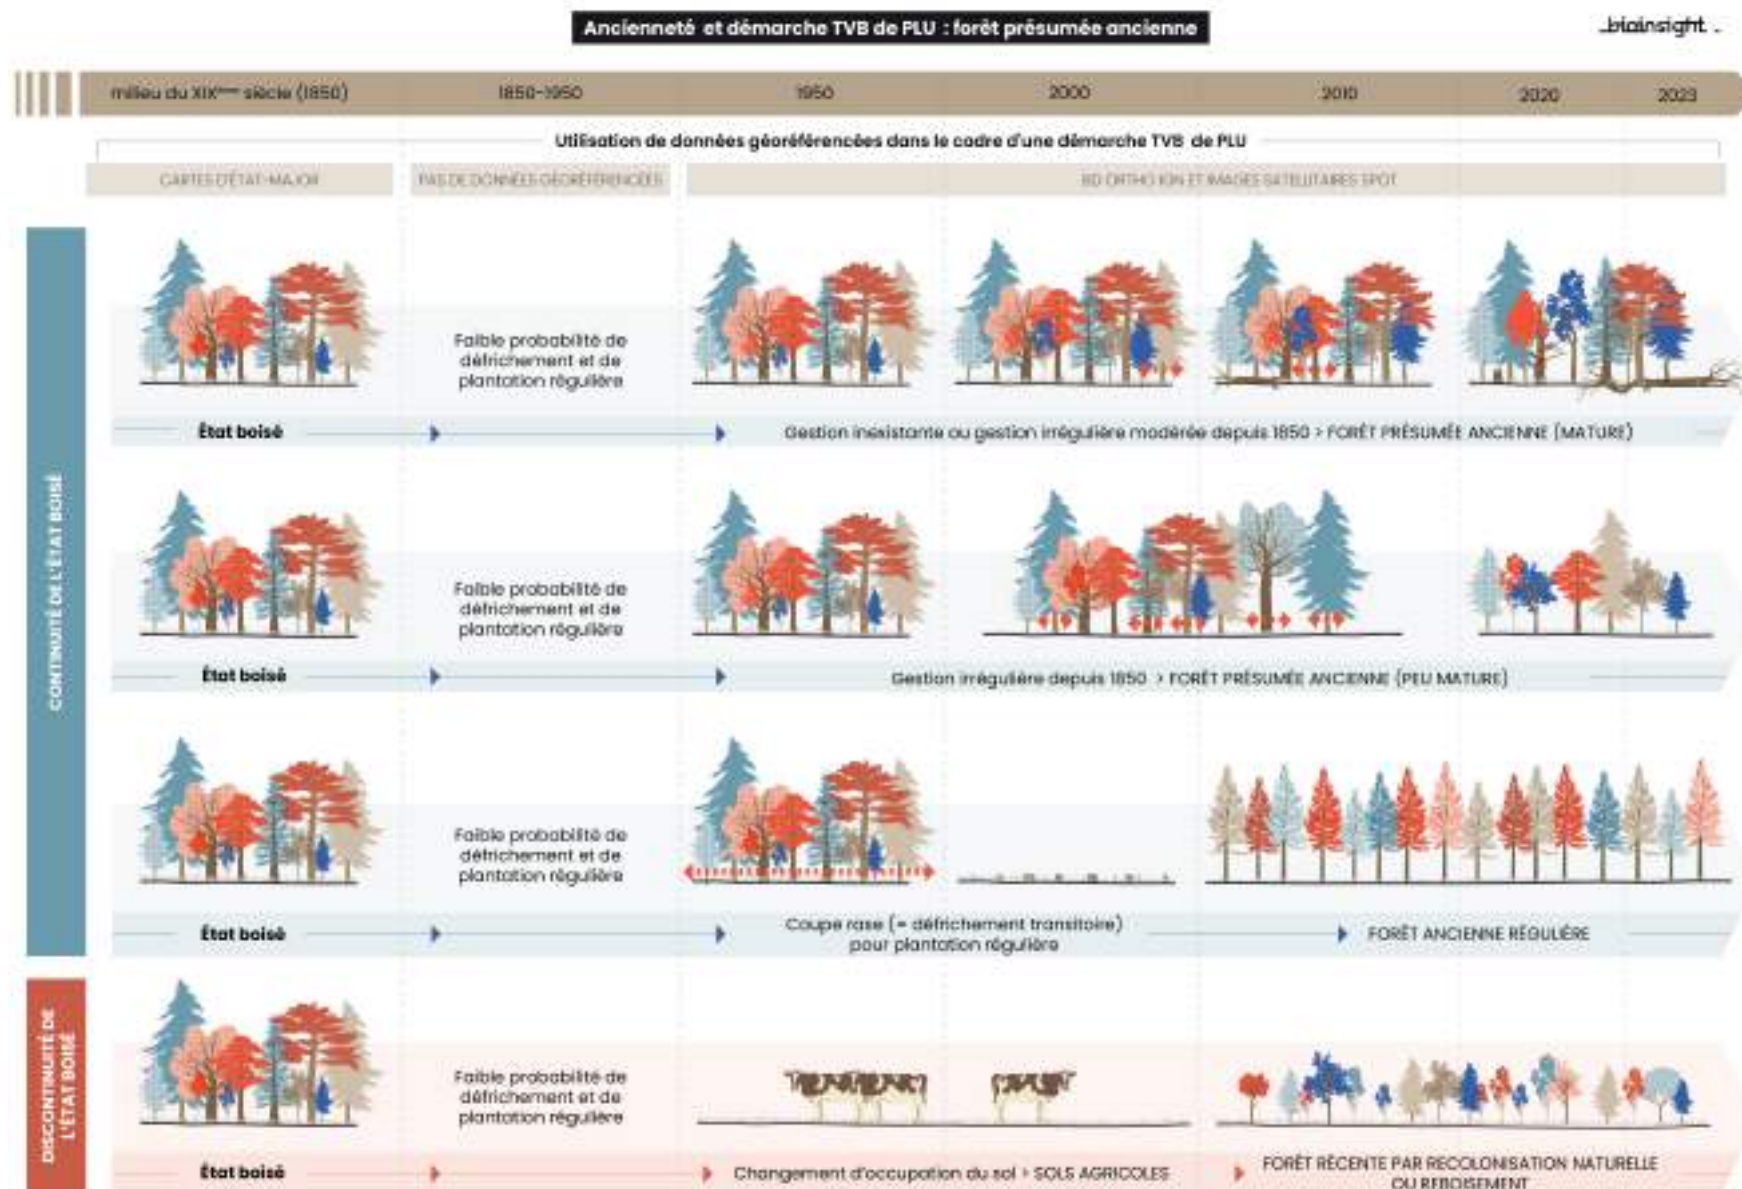 Ancienneté et démarche TVB de PLU : forêt présumée ancienne
_bioinsight_
milieu du XIXème siècle (1850)
1850-1950
1950
2000
2010
2020
2023
Utilisation de données géoréférencées dans le cadre d'une démarche TVB de PLU
CARTES D'ÉTAT-MAJOR
PAS DE DONNÉES GÉORÉFÉRENCÉES
BD ORTHO IGN ET IMAGES SATELLITAIRES SPOT
CONTINUITÉ DE L'ÉTAT BOISÉ
Faible probabilité de
défrichement et de
plantation régulière
État boisé
Gestion inexistante ou gestion irrégulière modérée depuis 1850 > FORÊT PRÉSUMÉE ANCIENNE (MATURE)
Faible probabilité de
défrichement et de
plantation régulière
État boisé
Gestion irrégulière depuis 1850 > FORÊT PRÉSUMÉE ANCIENNE (PEU MATURE)
Faible probabilité de
défrichement et de
plantation régulière
État boisé
Coupe rase (= défrichement transitoire)
pour plantation régulière
FORÊT ANCIENNE RÉGULIÈRE
DISCONTINUITÉ DE
L'ÉTAT BOISÉ
Faible probabilité de
défrichement et de
plantation régulière
État boisé
Changement d'occupation du sol > SOLS AGRICOLES
FORÊT RÉCENTE PAR RECOLONISATION NATURELLE
OU REBOISEMENT